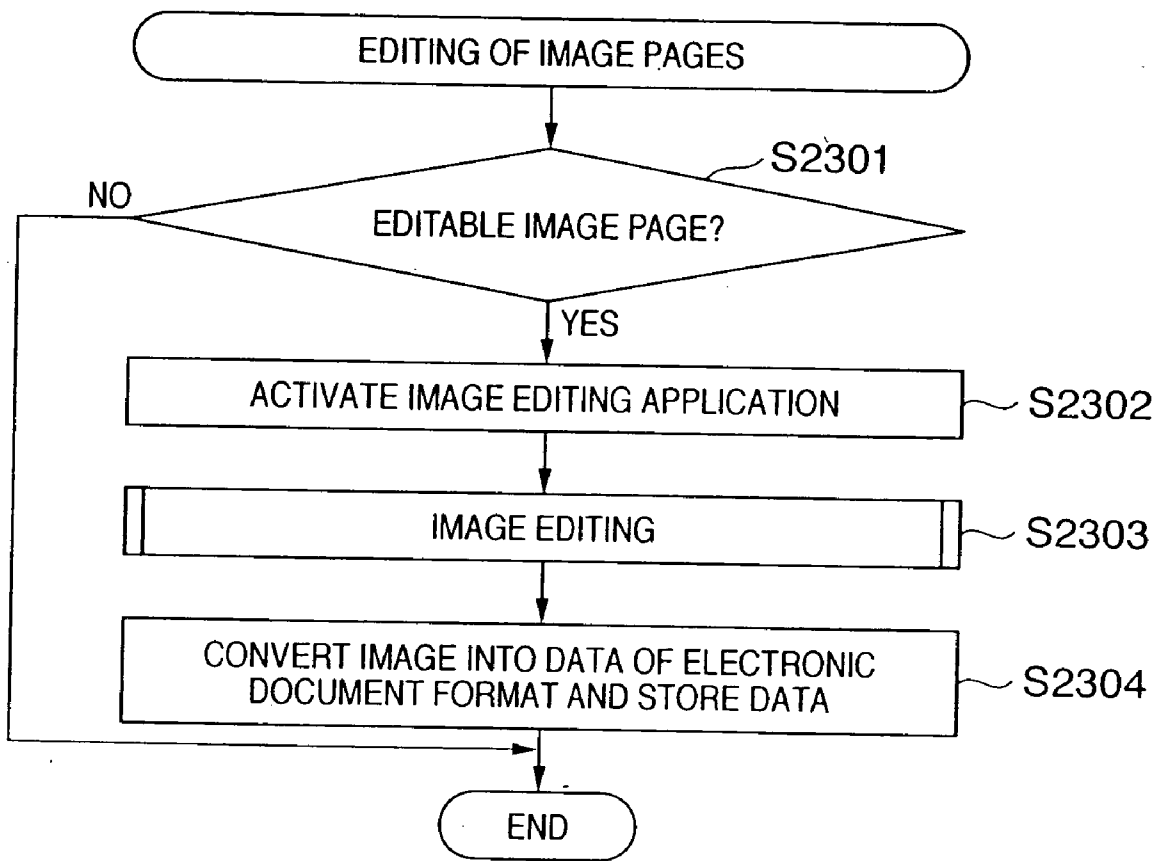 EDITING OF IMAGE PAGES
S2301
NO
EDITABLE IMAGE PAGE?
YES
ACTIVATE IMAGE EDITING APPLICATION
S2302
IMAGE EDITING
S2303
CONVERT IMAGE INTO DATA OF ELECTRONIC
DOCUMENT FORMAT AND STORE DATA
S2304
END